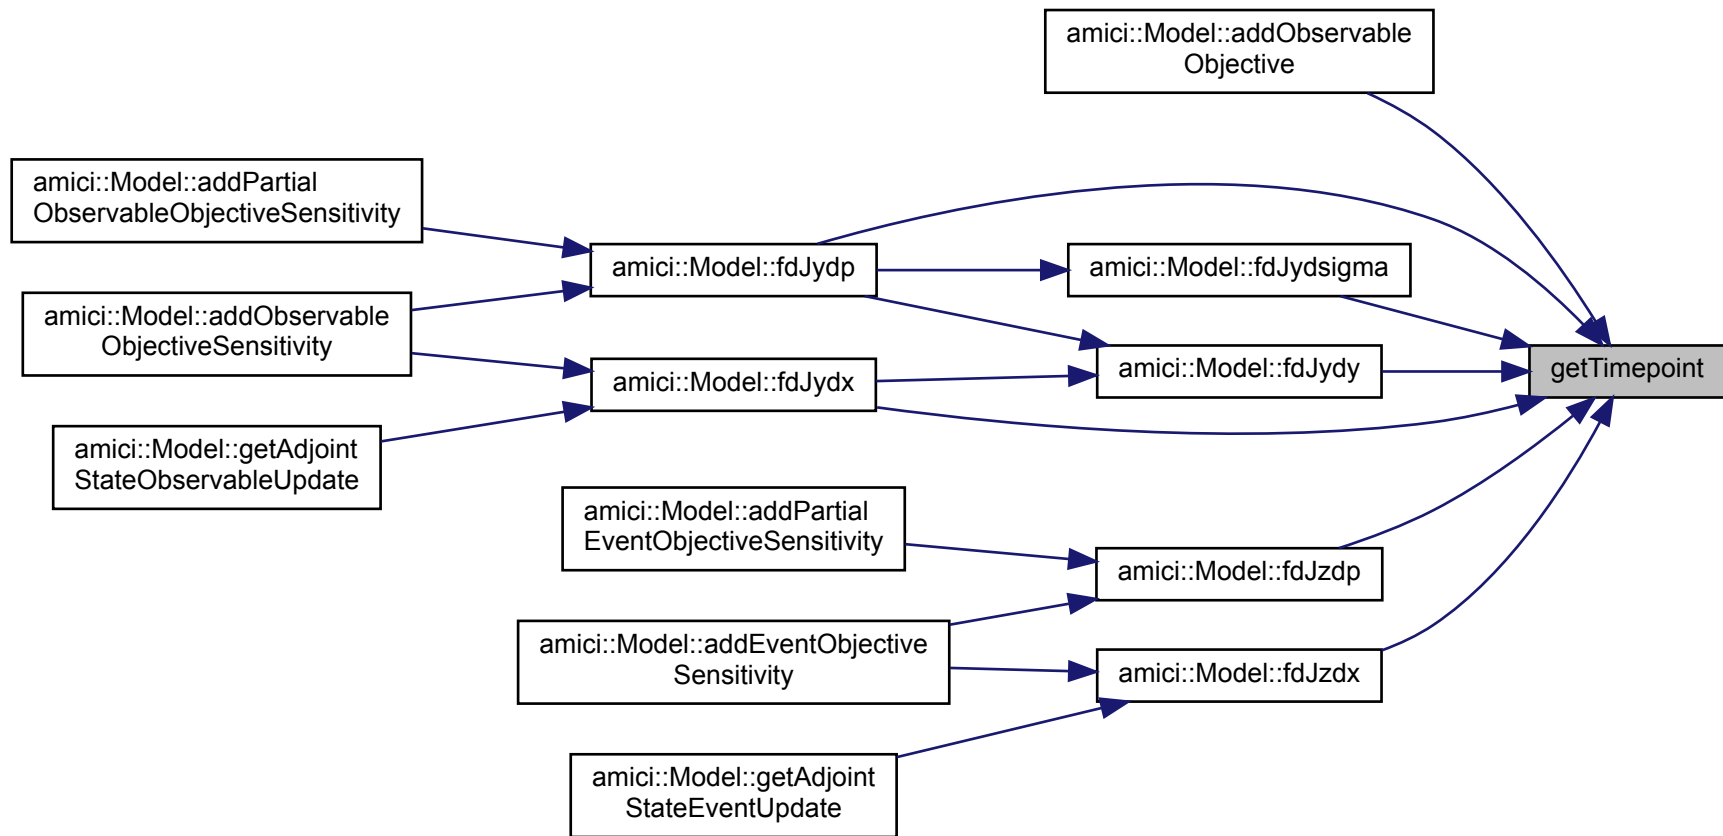 amici::Model::addObservable
Objective
amici::Model::addPartial
ObservableObjectiveSensitivity
amici::Model::fdJydp
amici::Model::fdJydsigma
amici::Model::addObservable
ObjectiveSensitivity
amici::Model::fdJydx
amici::Model::fdJydy
getTimepoint
amici::Model::getAdjoint
StateObservableUpdate
amici::Model::addPartial
EventObjectiveSensitivity
amici::Model::fdJzdp
amici::Model::addEventObjective
Sensitivity
amici::Model::fdJzdx
amici::Model::getAdjoint
StateEventUpdate